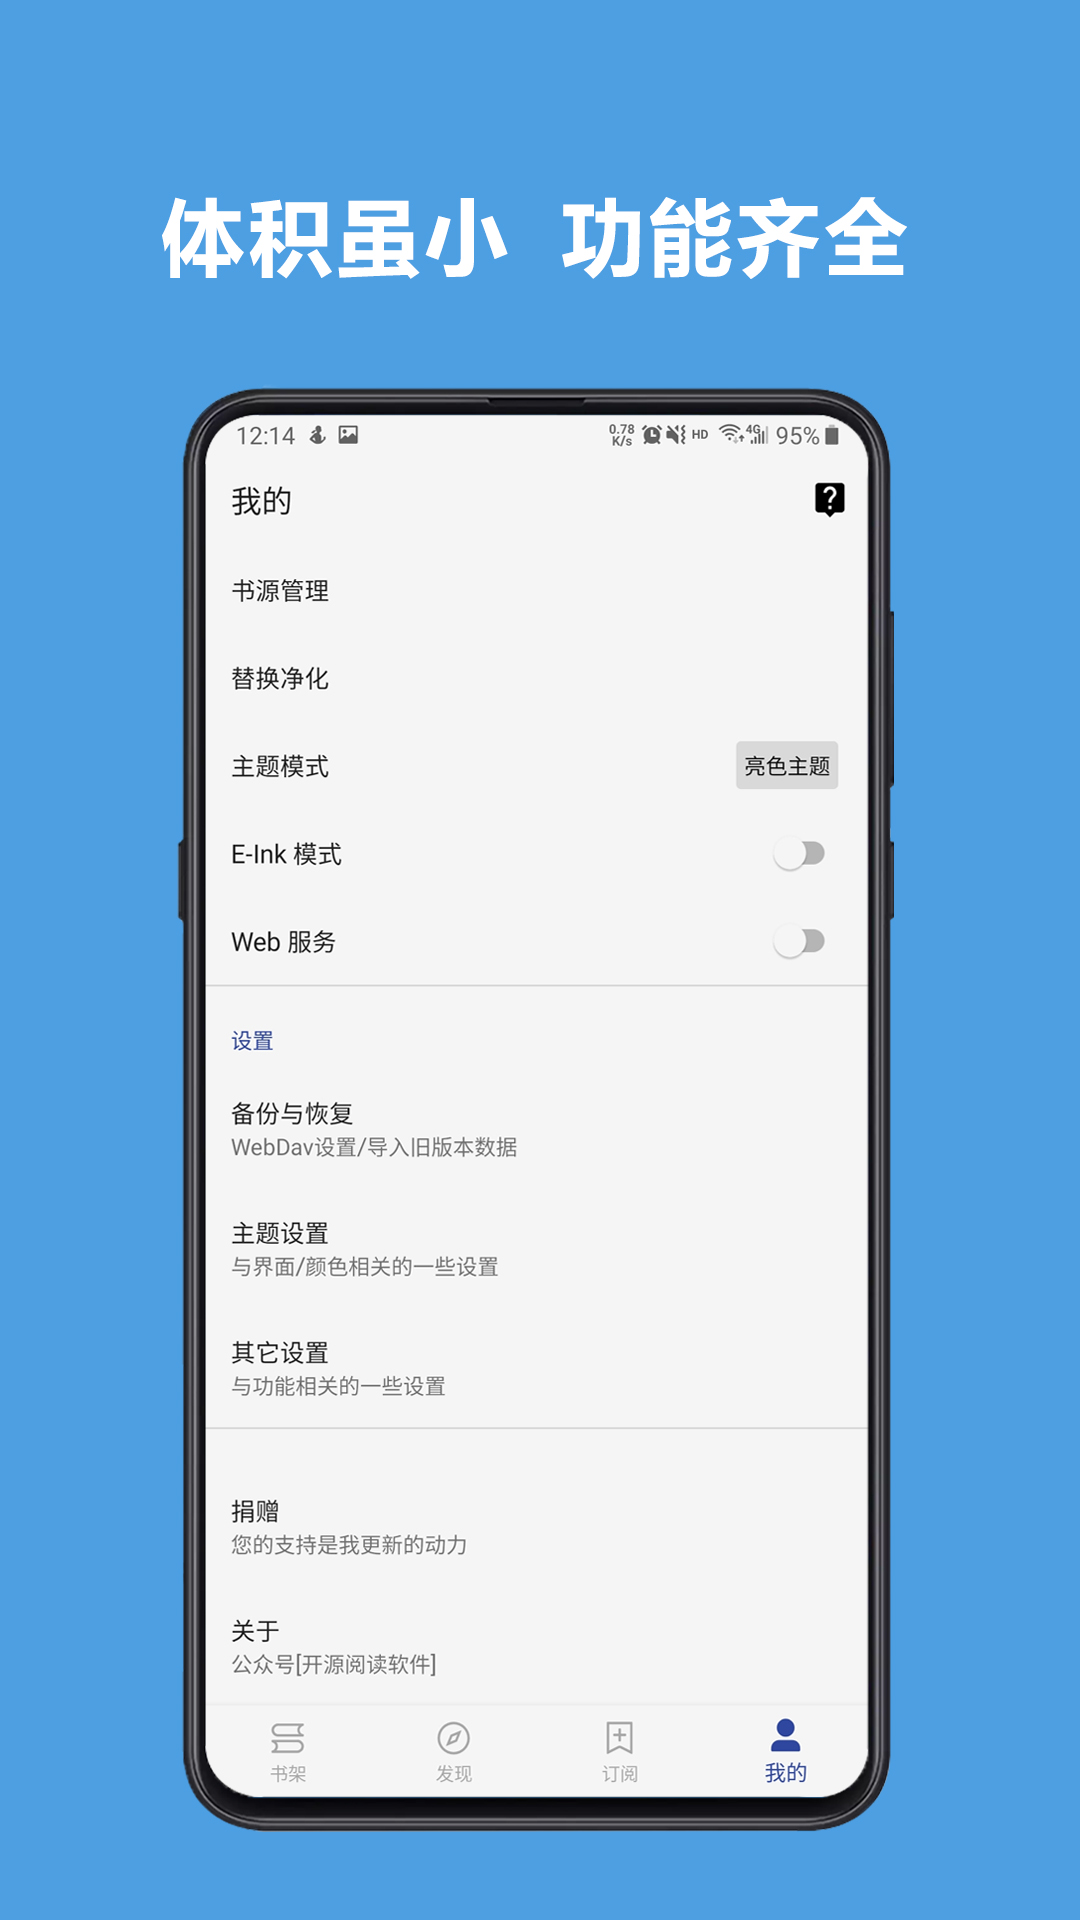 体积虽小 功能齐全
12:14 0.78 K/s HD 4G 95%
我的
书源管理
替换净化
主题模式 亮色主题
E-Ink 模式
Web 服务
设置
备份与恢复
WebDav设置/导入旧版本数据
主题设置
与界面/颜色相关的一些设置
其它设置
与功能相关的一些设置
捐赠
您的支持是我更新的动力
关于
公众号[开源阅读软件]
书架 发现 订阅 我的